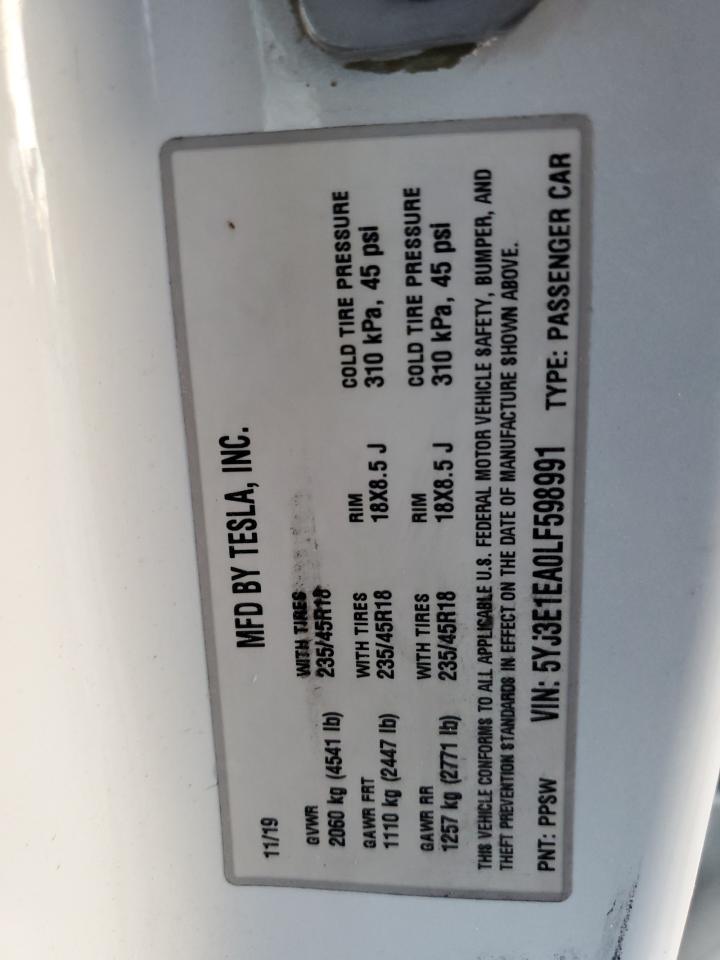 MFD BY TESLA, INC.
11/19
GVWR WITH TIRES
2060 kg (4541 lb) 235/45R18
GAWR FRT WITH TIRES RIM COLD TIRE PRESSURE
1110 kg (2447 lb) 235/45R18 18X8.5 J 310 kPa, 45 psi
GAWR RR WITH TIRES RIM COLD TIRE PRESSURE
1257 kg (2771 lb) 235/45R18 18X8.5 J 310 kPa, 45 psi
THIS VEHICLE CONFORMS TO ALL APPLICABLE U.S. FEDERAL MOTOR VEHICLE SAFETY, BUMPER, AND
THEFT PREVENTION STANDARDS IN EFFECT ON THE DATE OF MANUFACTURE SHOWN ABOVE.
PNT: PPSW VIN: 5YJ3E1EA0LF598991 TYPE: PASSENGER CAR